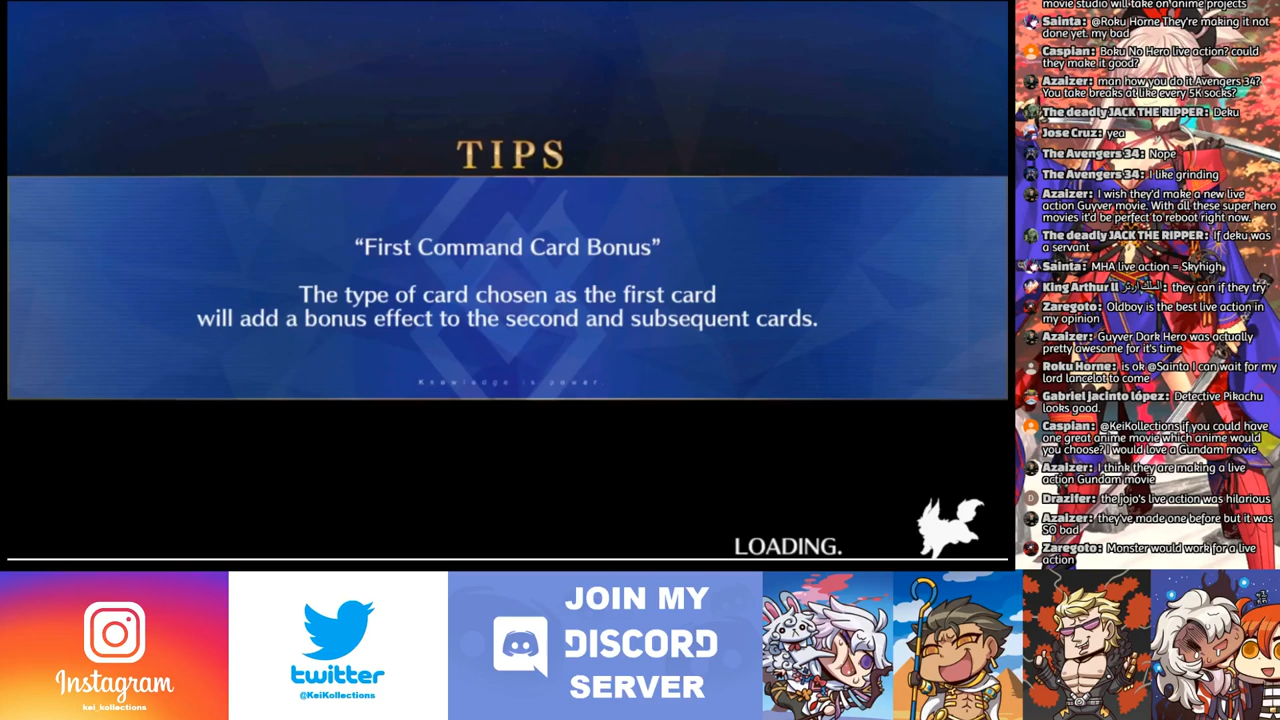 TIPS
“First Command Card Bonus”
The type of card chosen as the first card
will add a bonus effect to the second and subsequent cards.
Knowledge is power
LOADING.
movie studio will take on anime projects
Sainta: @Roku Horne They're making it not
done yet. my bad
Caspian: Boku No Hero live action? could
they make it good?
Azaizer: man how you do it Avengers 34?
You take breaks at like every 5K socks?
The deadly JACK THE RIPPER: Deku
Jose Cruz: yea
The Avengers 34: Nope
The Avengers 34: I like grinding
Azaizer: I wish they'd make a new live
action Guyver movie. With all these super hero
movies it'd be perfect to reboot right now.
The deadly JACK THE RIPPER: If deku was
a servant
Sainta: MHA live action = Skyhigh
King Arthur ll الملك ارثر: they can if they try
Zaregoto: Oldboy is the best live action in
my opinion
Azaizer: Guyver Dark Hero was actually
pretty awesome for it's time
Roku Horne: is ok @Sainta I can wait for my
lord lancelot to come
Gabriel jacinto lópez: Detective Pikachu
looks good.
Caspian: @KeiKollections if you could have
one great anime movie which anime would
you choose? I would love a Gundam movie
Azaizer: I think they are making a live
action Gundam movie
D
Drazifer: the jojo's live action was hilarious
Azaizer: they've made one before but it was
SO bad
Zaregoto: Monster would work for a live
action
Instagram
kei_kollections
twitter
@KeiKollections
JOIN MY
DISCORD
SERVER